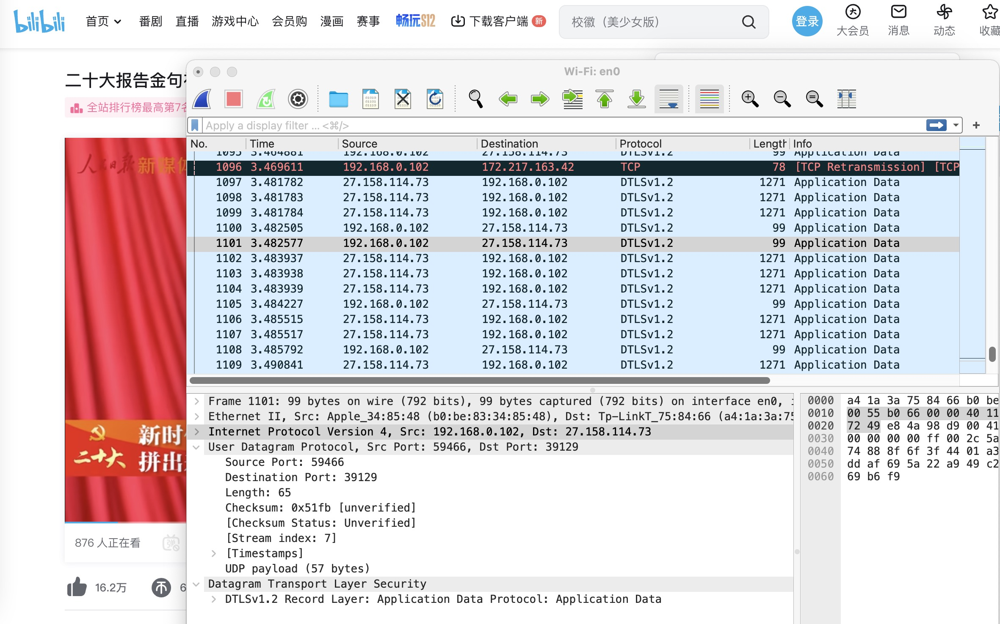 bilibili 首页 番剧 直播 游戏中心 会员购 漫画 赛事 畅玩S12 下载客户端 新 校徽（美少女版） 登录 大会员 消息 动态 收藏
二十大报告金句
全站排行榜最高第7名
人民日报 新媒体
二十大 新时
拼出
876 人正在看
16.2万 6
Wi-Fi: en0
Apply a display filter ... <⌘/>
No. Time Source Destination Protocol Length Info
1095 3.464881 192.168.0.102 27.158.114.73 DTLSv1.2 99 Application Data
1096 3.469611 192.168.0.102 172.217.163.42 TCP 78 [TCP Retransmission] [TCP
1097 3.481782 27.158.114.73 192.168.0.102 DTLSv1.2 1271 Application Data
1098 3.481783 27.158.114.73 192.168.0.102 DTLSv1.2 1271 Application Data
1099 3.481784 27.158.114.73 192.168.0.102 DTLSv1.2 1271 Application Data
1100 3.482505 192.168.0.102 27.158.114.73 DTLSv1.2 99 Application Data
1101 3.482577 192.168.0.102 27.158.114.73 DTLSv1.2 99 Application Data
1102 3.483937 27.158.114.73 192.168.0.102 DTLSv1.2 1271 Application Data
1103 3.483938 27.158.114.73 192.168.0.102 DTLSv1.2 1271 Application Data
1104 3.483939 27.158.114.73 192.168.0.102 DTLSv1.2 1271 Application Data
1105 3.484227 192.168.0.102 27.158.114.73 DTLSv1.2 99 Application Data
1106 3.485515 27.158.114.73 192.168.0.102 DTLSv1.2 1271 Application Data
1107 3.485517 27.158.114.73 192.168.0.102 DTLSv1.2 1271 Application Data
1108 3.485792 192.168.0.102 27.158.114.73 DTLSv1.2 99 Application Data
1109 3.490841 27.158.114.73 192.168.0.102 DTLSv1.2 1271 Application Data
Frame 1101: 99 bytes on wire (792 bits), 99 bytes captured (792 bits) on interface en0,
Ethernet II, Src: Apple_34:85:48 (b0:be:83:34:85:48), Dst: Tp-LinkT_75:84:66 (a4:1a:3a:75
Internet Protocol Version 4, Src: 192.168.0.102, Dst: 27.158.114.73
User Datagram Protocol, Src Port: 59466, Dst Port: 39129
Source Port: 59466
Destination Port: 39129
Length: 65
Checksum: 0x51fb [unverified]
[Checksum Status: Unverified]
[Stream index: 7]
[Timestamps]
UDP payload (57 bytes)
Datagram Transport Layer Security
DTLSv1.2 Record Layer: Application Data Protocol: Application Data
0000 a4 1a 3a 75 84 66 b0 be
0010 00 55 b0 66 00 00 40 11
0020 72 49 e8 4a 98 d9 00 41
0030 00 00 00 00 ff 00 2c 5a
0040 74 88 8f 6f 3f 44 01 a3
0050 dd af 69 5a 22 a9 49 c2
0060 69 b6 f9